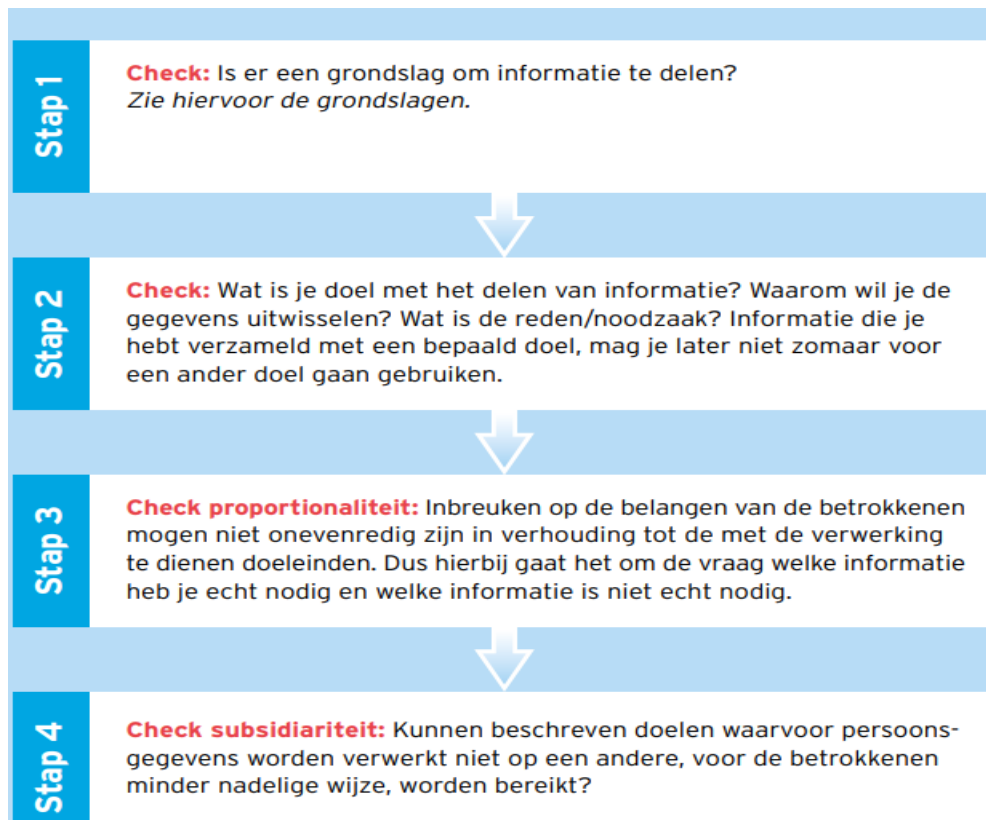 Stap 1
Check: Is er een grondslag om informatie te delen?
Zie hiervoor de grondslagen.
Stap 2
Check: Wat is je doel met het delen van informatie? Waarom wil je de
gegevens uitwisselen? Wat is de reden/noodzaak? Informatie die je
hebt verzameld met een bepaald doel, mag je later niet zomaar voor
een ander doel gaan gebruiken.
Stap 3
Check proportionaliteit: Inbreuken op de belangen van de betrokkenen
mogen niet onevenredig zijn in verhouding tot de met de verwerking
te dienen doeleinden. Dus hierbij gaat het om de vraag welke informatie
heb je echt nodig en welke informatie is niet echt nodig.
Stap 4
Check subsidiariteit: Kunnen beschreven doelen waarvoor persoons-
gegevens worden verwerkt niet op een andere, voor de betrokkenen
minder nadelige wijze, worden bereikt?